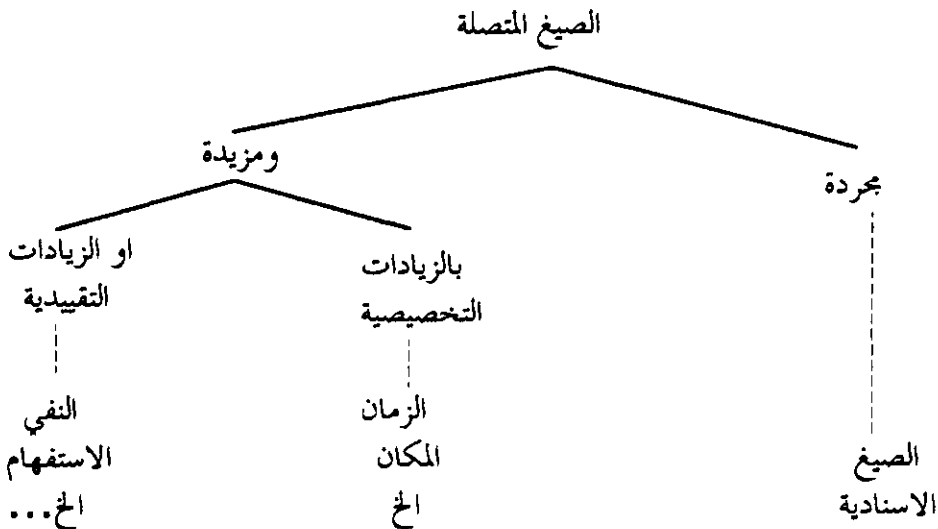 الصيغ المتصلة
مجردة
ومزيدة
بالزيادات
التخصيصية
او الزيادات
التقييدية
الصيغ
الاسنادية
الزمان
المكان
الخ
النفي
الاستفهام
الخ...